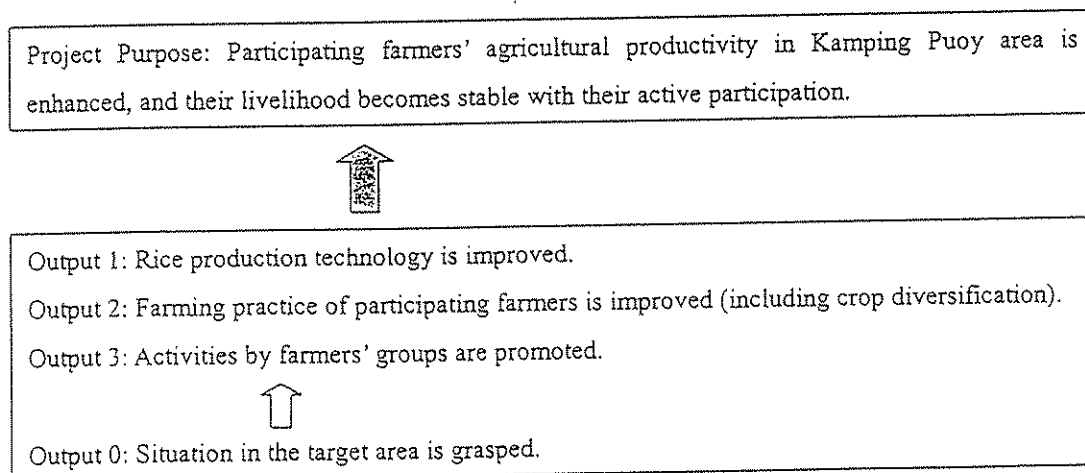 Project Purpose: Participating farmers' agricultural productivity in Kamping Puoy area is
enhanced, and their livelihood becomes stable with their active participation.
Output 1: Rice production technology is improved.
Output 2: Farming practice of participating farmers is improved (including crop diversification).
Output 3: Activities by farmers' groups are promoted.
Output 0: Situation in the target area is grasped.